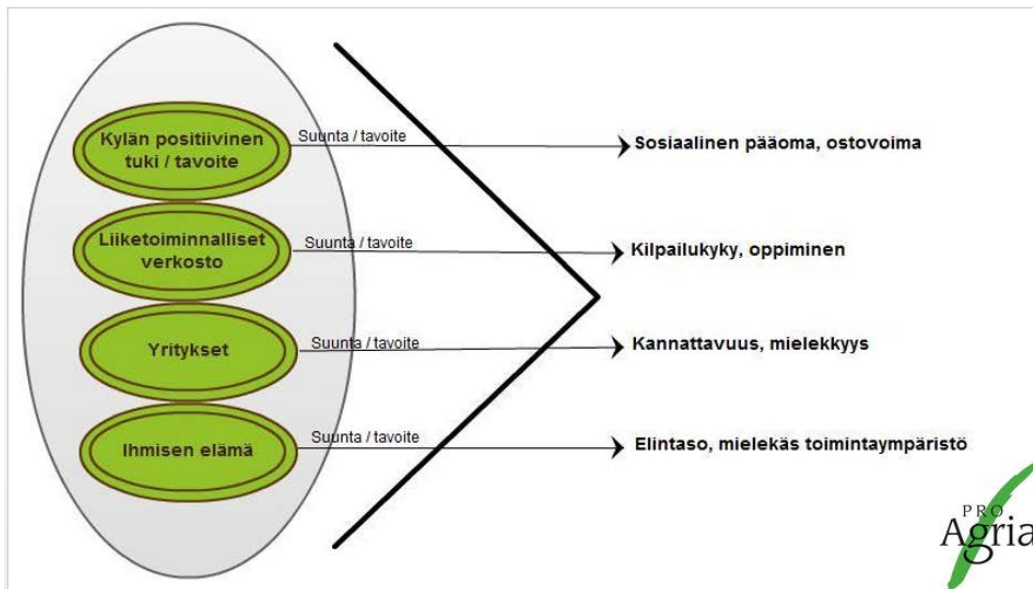 Kylän positiivinen
tuki / tavoite
Suunta / tavoite
Sosiaalinen pääoma, ostovoima
Liiketoiminnalliset
verkosto
Suunta / tavoite
Kilpailukyky, oppiminen
Yritykset
Suunta / tavoite
Kannattavuus, mielekkyys
Ihmisen elämä
Suunta / tavoite
Elintaso, mielekäs toimintaympäristö
PRO
Agria